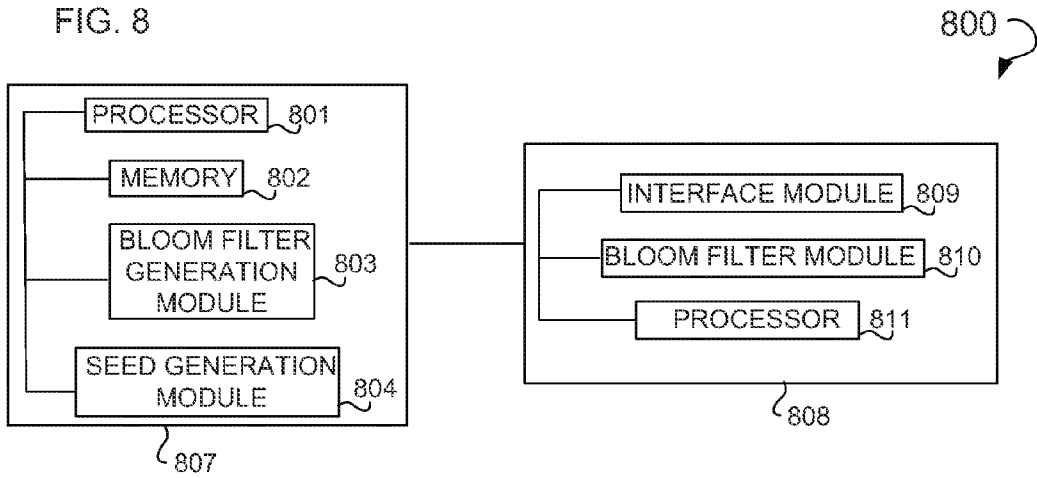 FIG. 8
800
PROCESSOR
801
MEMORY
802
BLOOM FILTER
GENERATION
MODULE
803
SEED GENERATION
MODULE
804
807
INTERFACE MODULE
809
BLOOM FILTER MODULE
810
PROCESSOR
811
808